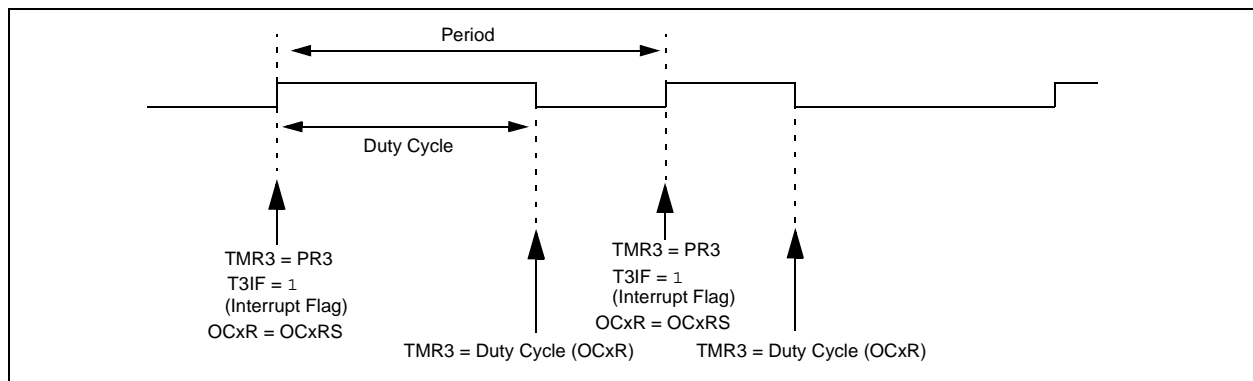 Period
Duty Cycle
TMR3 = PR3
T3IF = 1
(Interrupt Flag)
OCxR = OCxRS
TMR3 = Duty Cycle (OCxR)
TMR3 = PR3
T3IF = 1
(Interrupt Flag)
OCxR = OCxRS
TMR3 = Duty Cycle (OCxR)